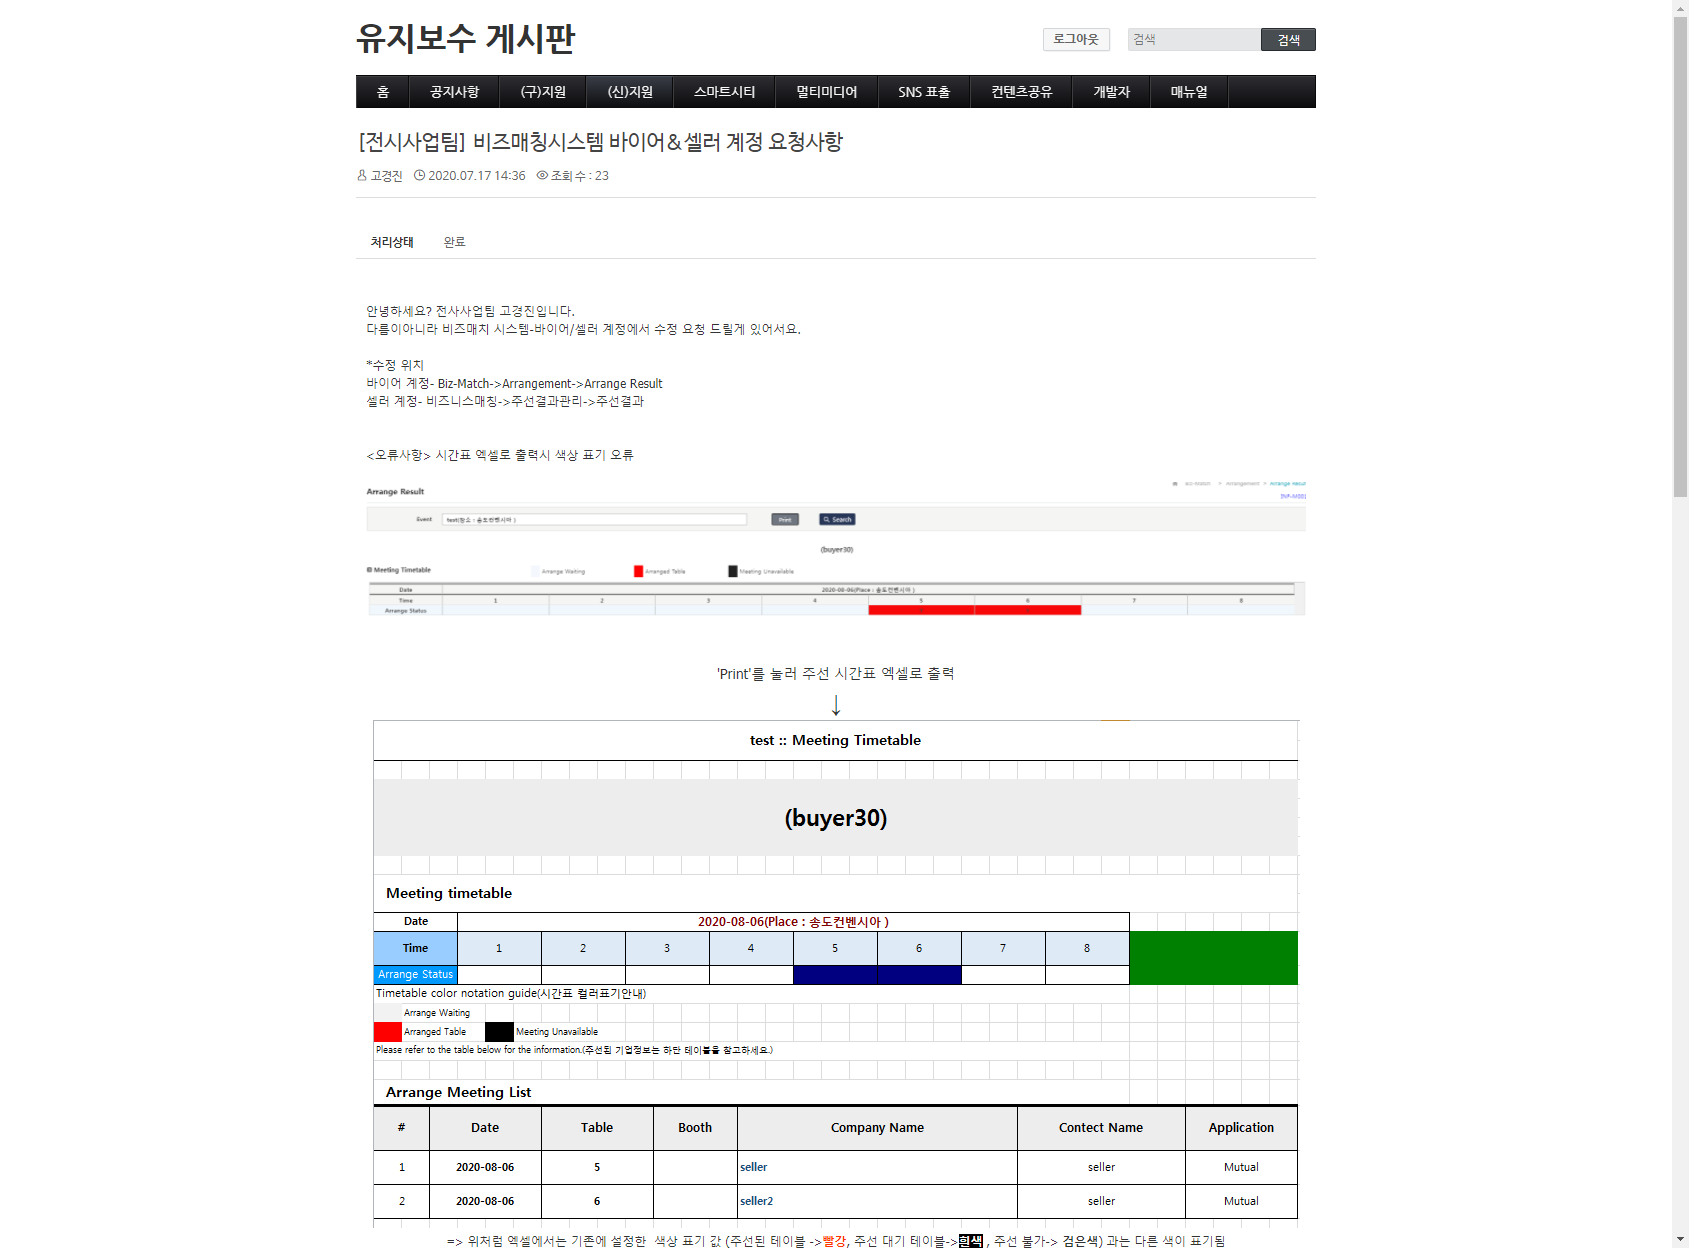 유지보수 게시판
로그아웃
검색
검색
홈 공지사항 (구)지원 (신)지원 스마트시티 멀티미디어 SNS 표출 컨텐츠공유 개발자 매뉴얼
[전시사업팀] 비즈매칭시스템 바이어&셀러 계정 요청사항
고경진 2020.07.17 14:36 조회 수 : 23
처리상태 완료
안녕하세요? 전사사업팀 고경진입니다.
다름이아니라 비즈매치 시스템-바이어/셀러 계정에서 수정 요청 드릴게 있어서요.
*수정 위치
바이어 계정- Biz-Match->Arrangement->Arrange Result
셀러 계정- 비즈니스매칭->주선결과관리->주선결과
<오류사항> 시간표 엑셀로 출력시 색상 표기 오류
Arrange Result
Arrangement > Arrange Resul
Event test(장소 : 송도컨벤시아 ) Print Search
(buyer30)
Meeting Timetable Arrange Waiting Arranged Table Meeting Unavailable
Date 2020-08-06(Place : 송도컨벤시아 )
Time 1 2 3 4 5 6 7 8
Arrange Status
'Print'를 눌러 주선 시간표 엑셀로 출력
↓
test :: Meeting Timetable
(buyer30)
Meeting timetable
Date 2020-08-06(Place : 송도컨벤시아 )
Time 1 2 3 4 5 6 7 8
Arrange Status
Timetable color notation guide(시간표 컬러표기안내)
Arrange Waiting
Arranged Table Meeting Unavailable
Please refer to the table below for the information.(주선된 기업정보는 하단 테이블을 참고하세요.)
Arrange Meeting List
# Date Table Booth Company Name Contect Name Application
1 2020-08-06 5 seller seller Mutual
2 2020-08-06 6 seller2 seller Mutual
=> 위처럼 엑셀에서는 기존에 설정한 색상 표기 값 (주선된 테이블 ->빨강, 주선 대기 테이블->흰색 , 주선 불가-> 검은색) 과는 다른 색이 표기됨